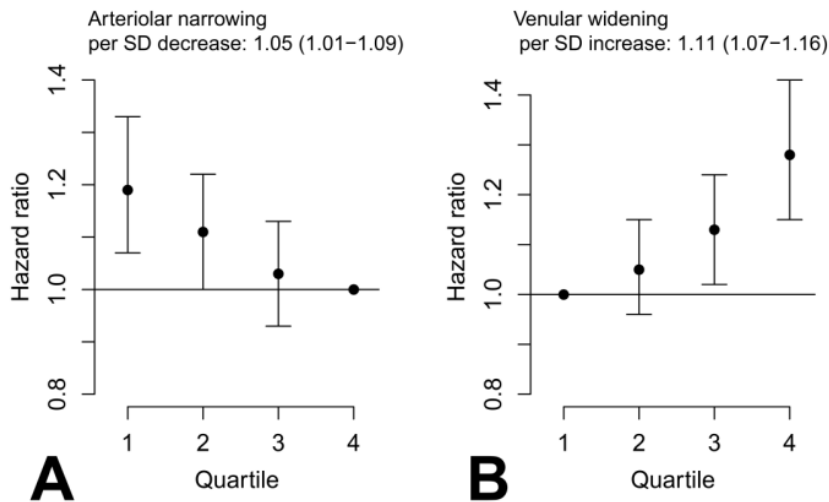 Arteriolar narrowing
per SD decrease: 1.05 (1.01−1.09)
Hazard ratio
1.4
1.2
1.0
0.8
1 2 3 4
Quartile
A
Venular widening
per SD increase: 1.11 (1.07−1.16)
Hazard ratio
1.4
1.2
1.0
0.8
1 2 3 4
Quartile
B